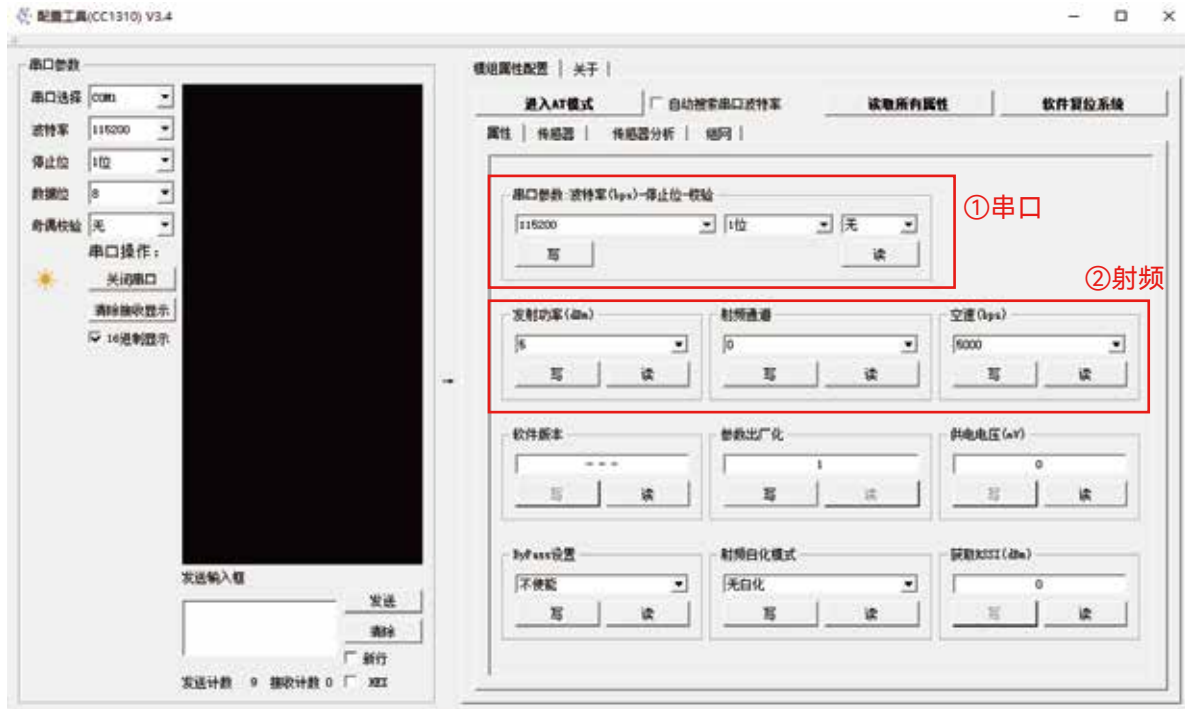 配置工具(CC1310) V3.4
串口参数
串口选择 COM1
波特率 115200
停止位 1位
数据位 8
奇偶校验 无
串口操作：
关闭串口
清除接收显示
16进制显示
发送输入框
发送
清除
新行
发送计数 9 接收计数 0 HEX
模组属性配置 关于
进入AT模式 自动搜索串口波特率 读取所有属性 软件复位系统
属性 传感器 传感器分析 组网
串口参数:波特率(bps)-停止位-校验
115200 1位 无
写 读
①串口
②射频
发射功率(dBm) 射频通道 空速(bps)
5 0 5000
写 读 写 读 写 读
软件版本 参数出厂化 供电电压(mV)
--- 1 0
写 读 写 读 写 读
ByPass设置 射频白化模式 获取RSSI(dBm)
不使能 无白化 0
写 读 写 读 写 读